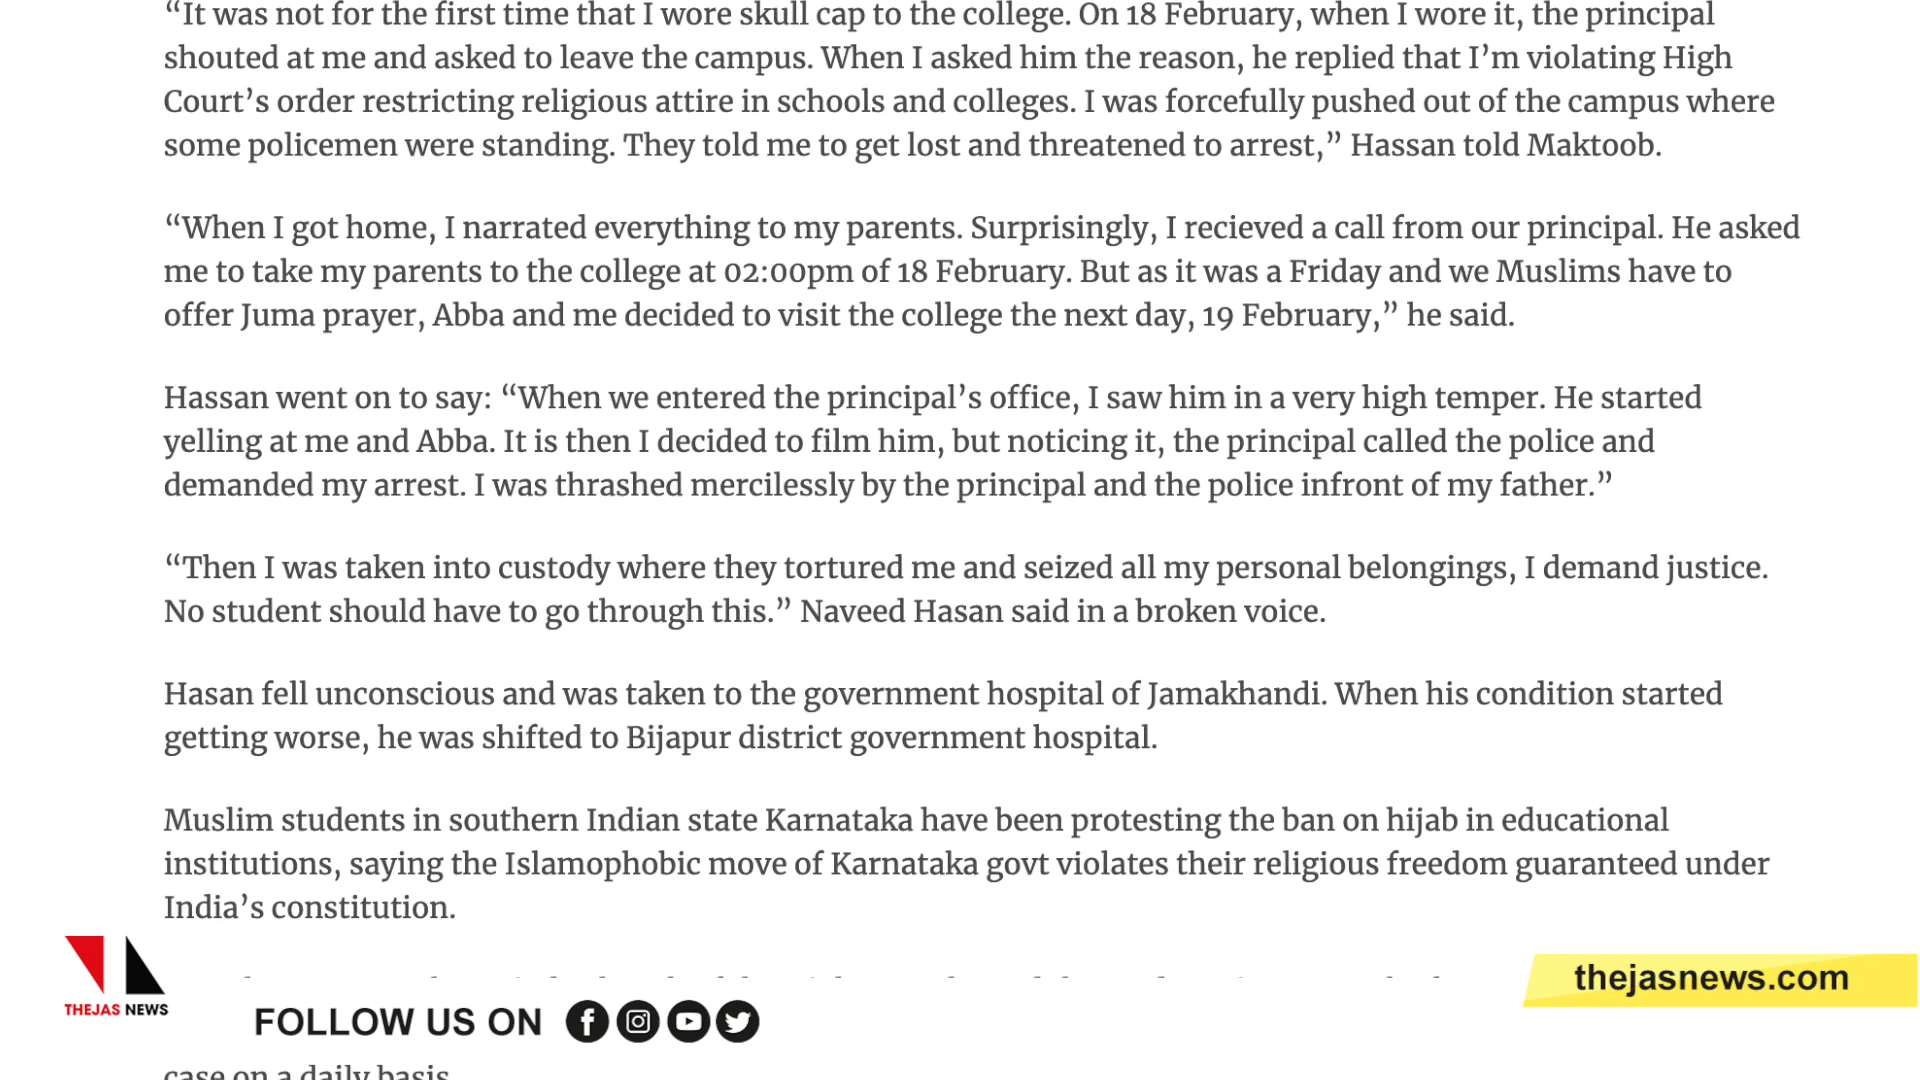 “It was not for the first time that I wore skull cap to the college. On 18 February, when I wore it, the principal
shouted at me and asked to leave the campus. When I asked him the reason, he replied that I’m violating High
Court’s order restricting religious attire in schools and colleges. I was forcefully pushed out of the campus where
some policemen were standing. They told me to get lost and threatened to arrest,” Hassan told Maktoob.
“When I got home, I narrated everything to my parents. Surprisingly, I recieved a call from our principal. He asked
me to take my parents to the college at 02:00pm of 18 February. But as it was a Friday and we Muslims have to
offer Juma prayer, Abba and me decided to visit the college the next day, 19 February,” he said.
Hassan went on to say: “When we entered the principal’s office, I saw him in a very high temper. He started
yelling at me and Abba. It is then I decided to film him, but noticing it, the principal called the police and
demanded my arrest. I was thrashed mercilessly by the principal and the police infront of my father.”
“Then I was taken into custody where they tortured me and seized all my personal belongings, I demand justice.
No student should have to go through this.” Naveed Hasan said in a broken voice.
Hasan fell unconscious and was taken to the government hospital of Jamakhandi. When his condition started
getting worse, he was shifted to Bijapur district government hospital.
Muslim students in southern Indian state Karnataka have been protesting the ban on hijab in educational
institutions, saying the Islamophobic move of Karnataka govt violates their religious freedom guaranteed under
India’s constitution.
thejasnews.com
THEJAS NEWS
FOLLOW US ON
case on a daily basis